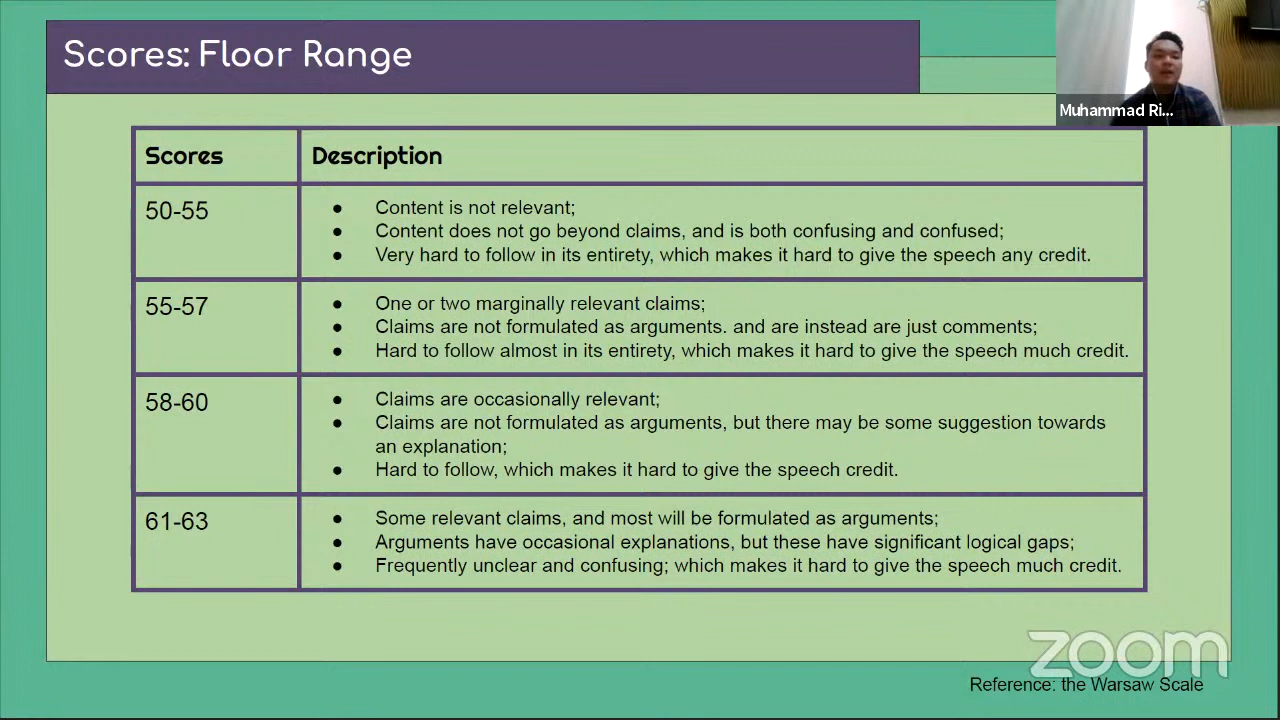 Scores: Floor Range
Muhammad Ri...
Scores
Description
50-55
● Content is not relevant;
● Content does not go beyond claims, and is both confusing and confused;
● Very hard to follow in its entirety, which makes it hard to give the speech any credit.
55-57
● One or two marginally relevant claims;
● Claims are not formulated as arguments. and are instead are just comments;
● Hard to follow almost in its entirety, which makes it hard to give the speech much credit.
58-60
● Claims are occasionally relevant;
● Claims are not formulated as arguments, but there may be some suggestion towards
an explanation;
● Hard to follow, which makes it hard to give the speech credit.
61-63
● Some relevant claims, and most will be formulated as arguments;
● Arguments have occasional explanations, but these have significant logical gaps;
● Frequently unclear and confusing; which makes it hard to give the speech much credit.
zoom
Reference: the Warsaw Scale